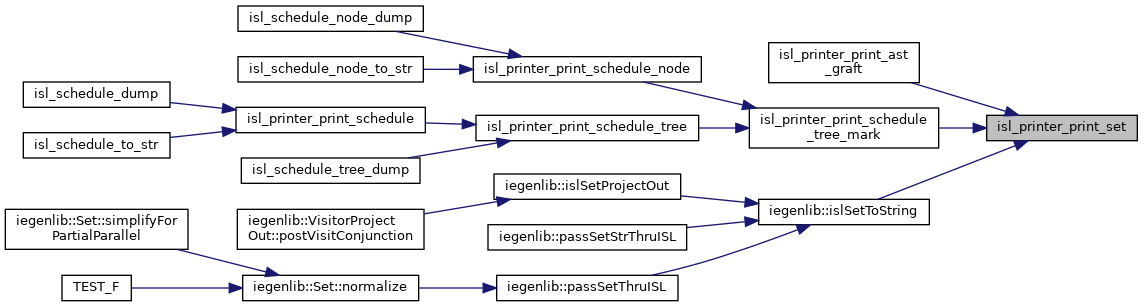 isl_schedule_node_dump
isl_printer_print_ast
_graft
isl_schedule_node_to_str
isl_printer_print_schedule_node
isl_schedule_dump
isl_printer_print_schedule
isl_printer_print_schedule_tree
isl_printer_print_schedule
_tree_mark
isl_printer_print_set
isl_schedule_to_str
isl_schedule_tree_dump
iegenlib::islSetProjectOut
iegenlib::islSetToString
iegenlib::Set::simplifyFor
PartialParallel
iegenlib::VisitorProject
Out::postVisitConjunction
iegenlib::passSetStrThruISL
TEST_F
iegenlib::Set::normalize
iegenlib::passSetThruISL